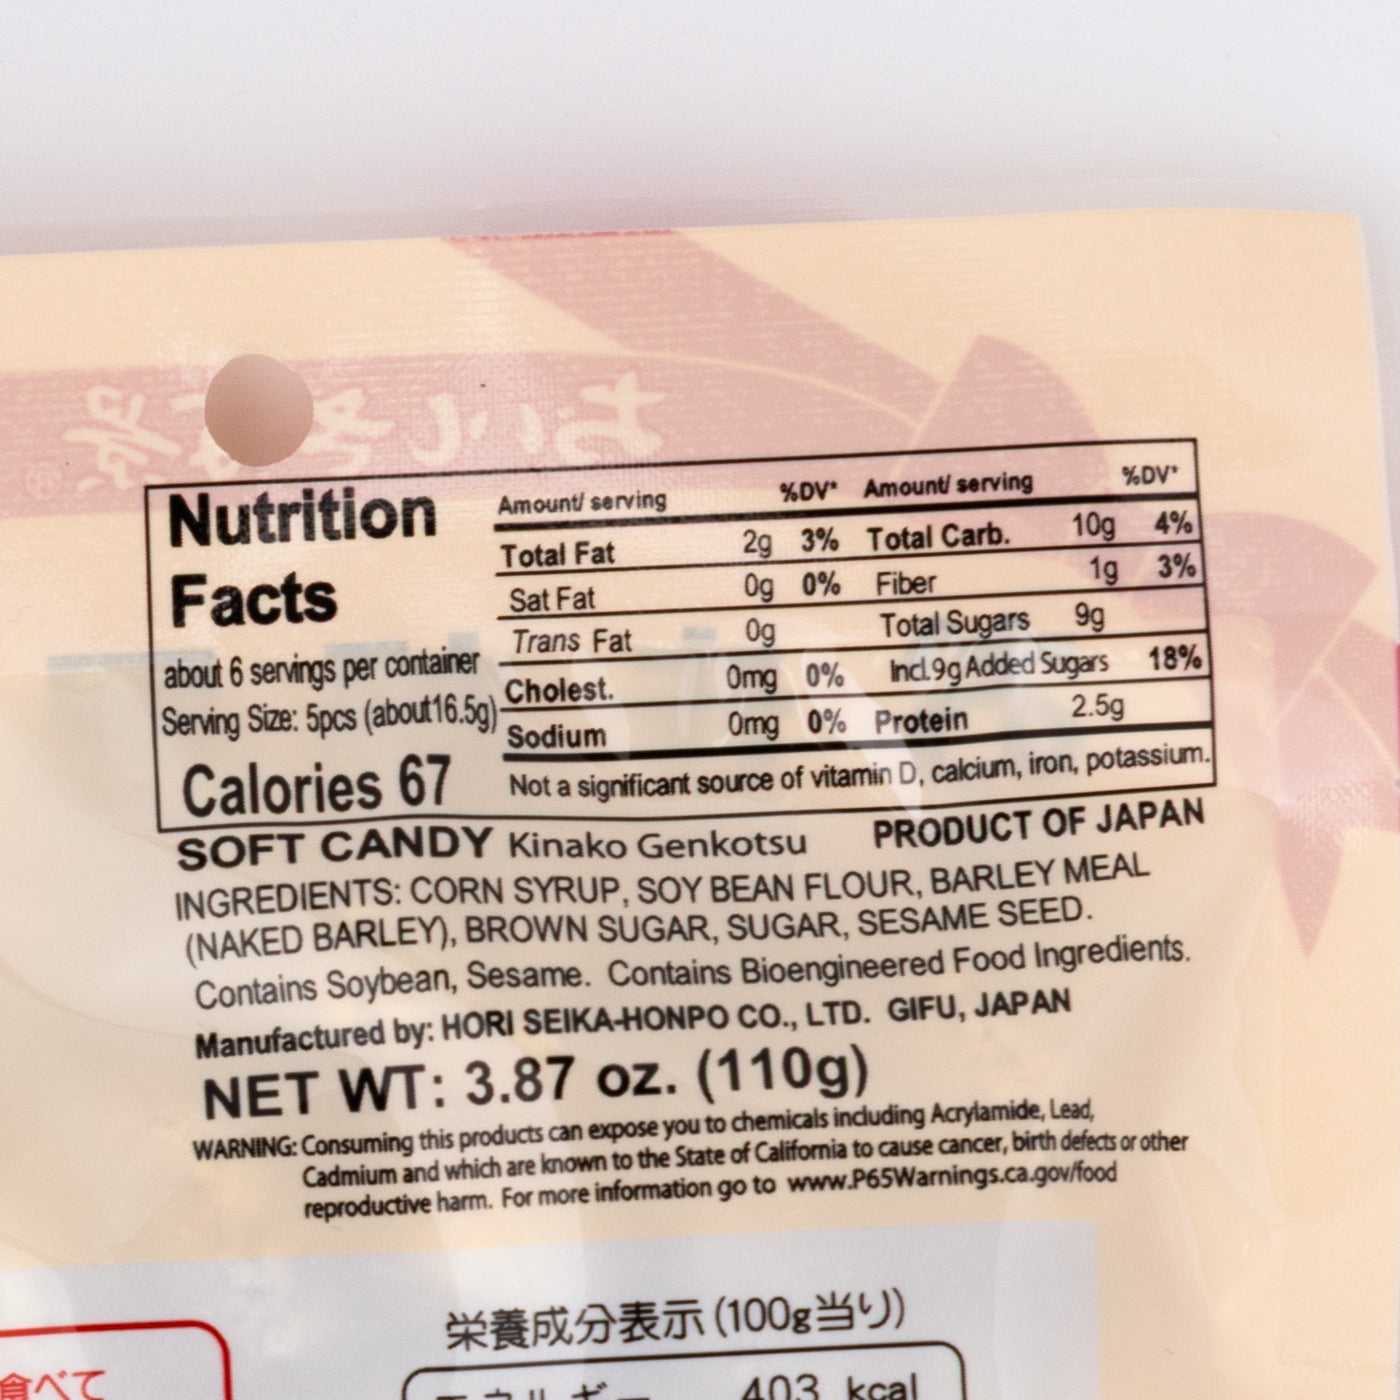 Nutrition
Facts
about 6 servings per container
Serving Size: 5pcs (about16.5g)
Calories 67
Amount/ serving %DV* Amount/ serving %DV*
Total Fat 2g 3% Total Carb. 10g 4%
Sat Fat 0g 0% Fiber 1g 3%
Trans Fat 0g Total Sugars 9g
Cholest. 0mg 0% Incl.9g Added Sugars 18%
Sodium 0mg 0% Protein 2.5g
Not a significant source of vitamin D, calcium, iron, potassium.
SOFT CANDY Kinako Genkotsu PRODUCT OF JAPAN
INGREDIENTS: CORN SYRUP, SOY BEAN FLOUR, BARLEY MEAL
(NAKED BARLEY), BROWN SUGAR, SUGAR, SESAME SEED.
Contains Soybean, Sesame. Contains Bioengineered Food Ingredients.
Manufactured by: HORI SEIKA-HONPO CO., LTD. GIFU, JAPAN
NET WT: 3.87 oz. (110g)
WARNING: Consuming this products can expose you to chemicals including Acrylamide, Lead,
Cadmium and which are known to the State of California to cause cancer, birth defects or other
reproductive harm. For more information go to www.P65Warnings.ca.gov/food
栄養成分表示(100g当り)
エネルギー 403 kcal
食べて